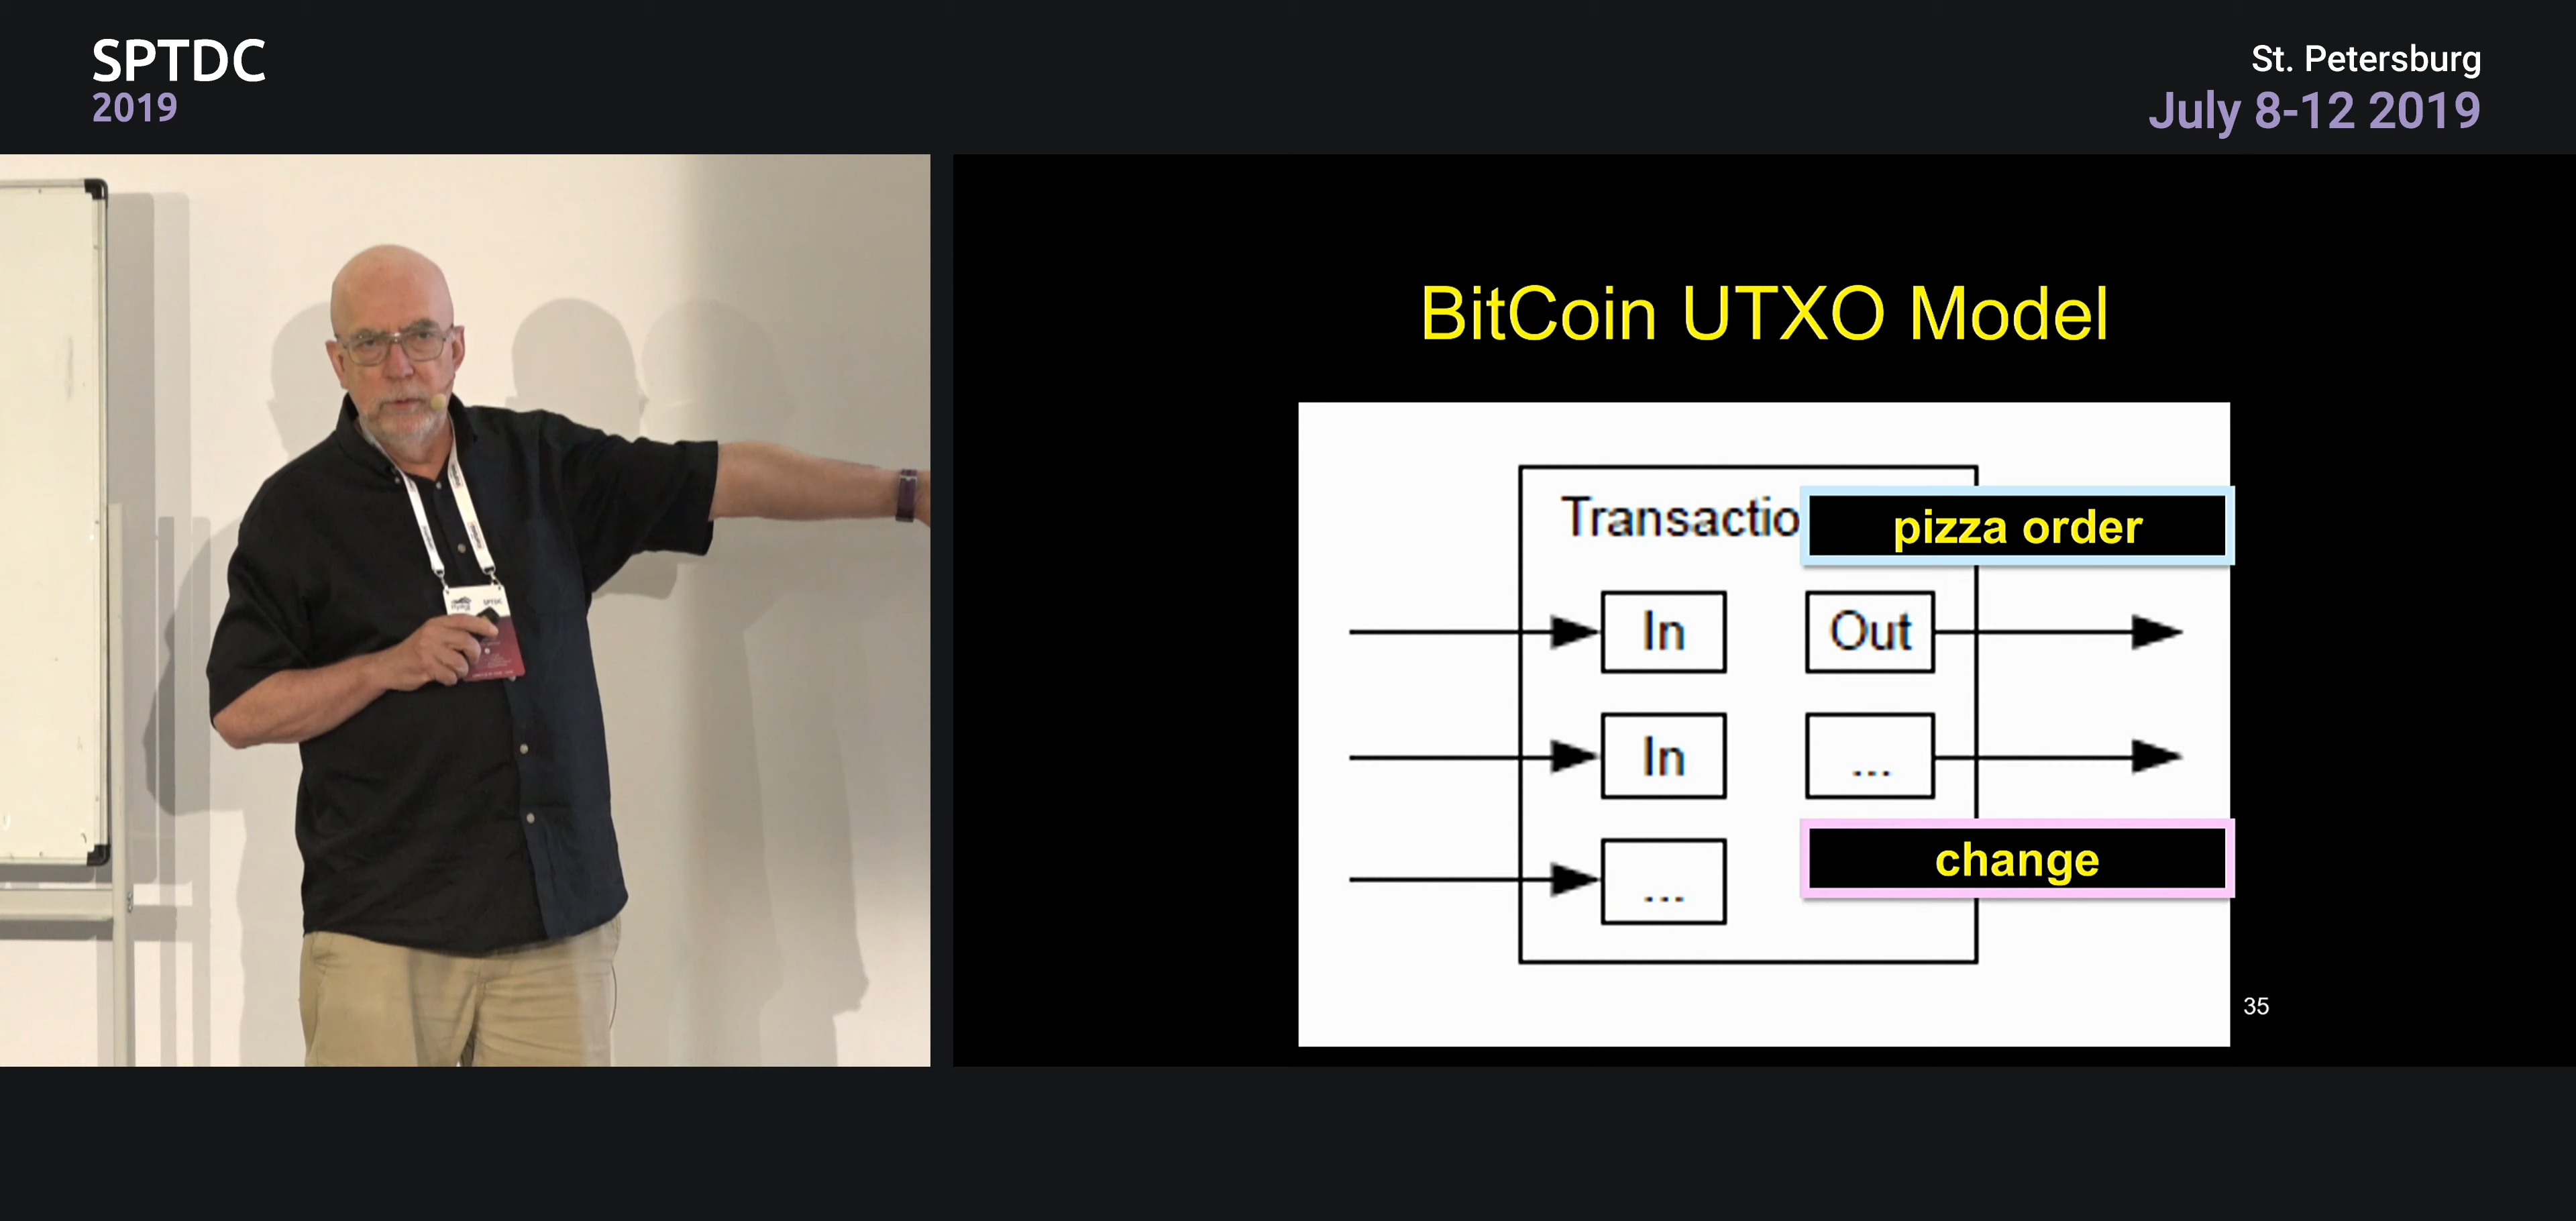 SPTDC
2019
St. Petersburg
July 8-12 2019
BitCoin UTXO Model
Transactio
pizza order
In
Out
In
...
change
...
35
SPTDC